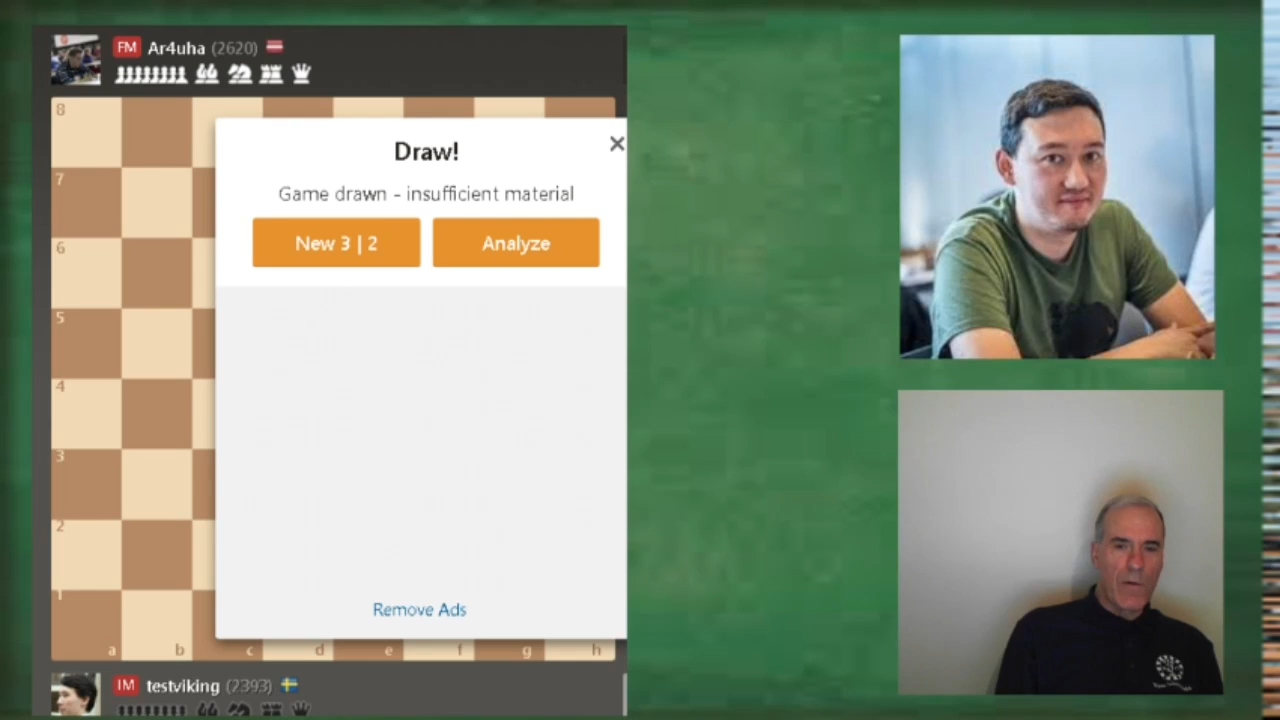 FM Ar4uha (2620)
8
Draw!
Game drawn - insufficient material
New 3 | 2
Analyze
7
6
5
4
3
2
1
Remove Ads
a b c d e f g h
IM testviking (2393)